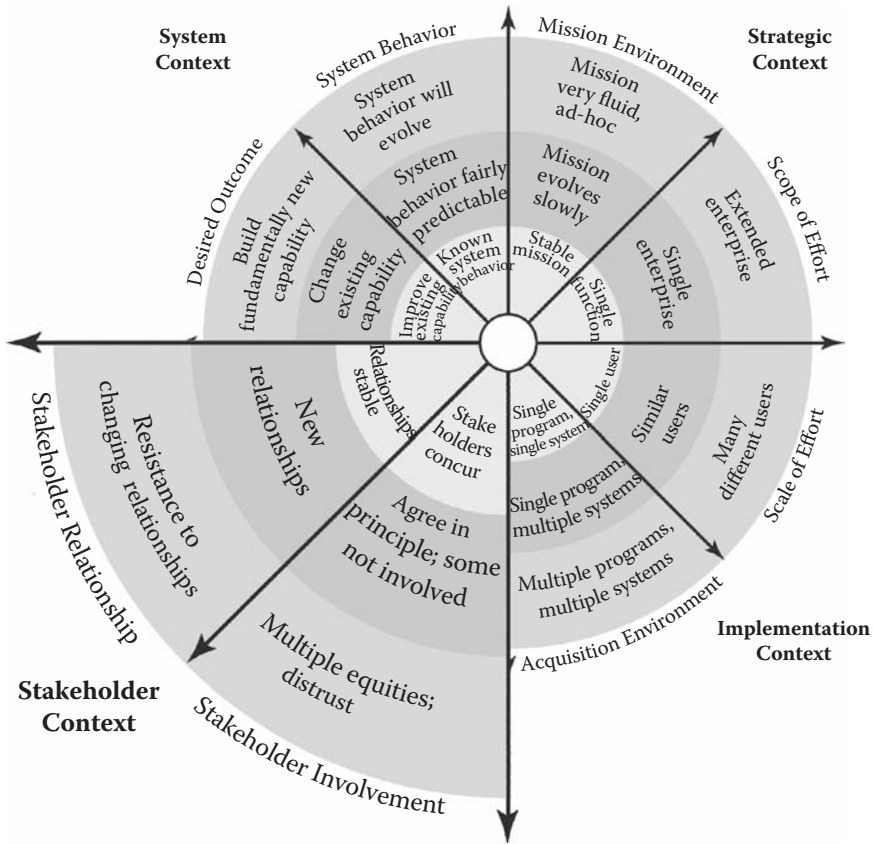 System
Context
System Behavior
Mission Environment
Strategic
Context
System
behavior will
evolve
Mission
very fluid,
ad-hoc
Desired Outcome
Build
fundamentally new
capability
System
behavior fairly
predictable
Mission
evolves
slowly
Extended
enterprise
Scope of Effort
Change
existing
capability
Improve
existing
capability
Known
system
behavior
Stable
mission
function
Single
function
Single
enterprise
Stakeholder Relationship
Resistance to
changing relationships
New
relationships
Relationships
stable
Stake
holders
concur
Single
program,
single system
Single user
Similar
users
Many
different users
Scale of Effort
Agree in
principle; some
not involved
Single program,
multiple systems
Multiple programs,
multiple systems
Acquisition Environment
Implementation
Context
Multiple equities;
distrust
Stakeholder
Context
Stakeholder Involvement